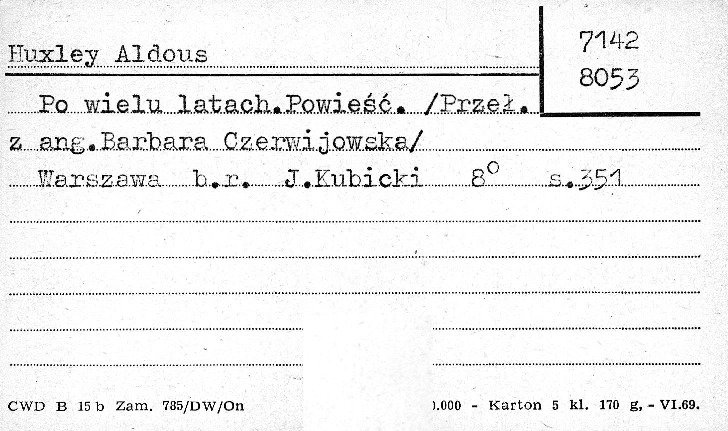 Huxley Aldous
7142
8053
Po wielu latach.Powieść. /Przeł.
z ang.Barbara Czerwijowska/
Warszawa b.r. J.Kubicki 8° s.351
CWD B 15 b Zam. 785/DW/On
0.000 - Karton 5 kl. 170 g, - VI.69.